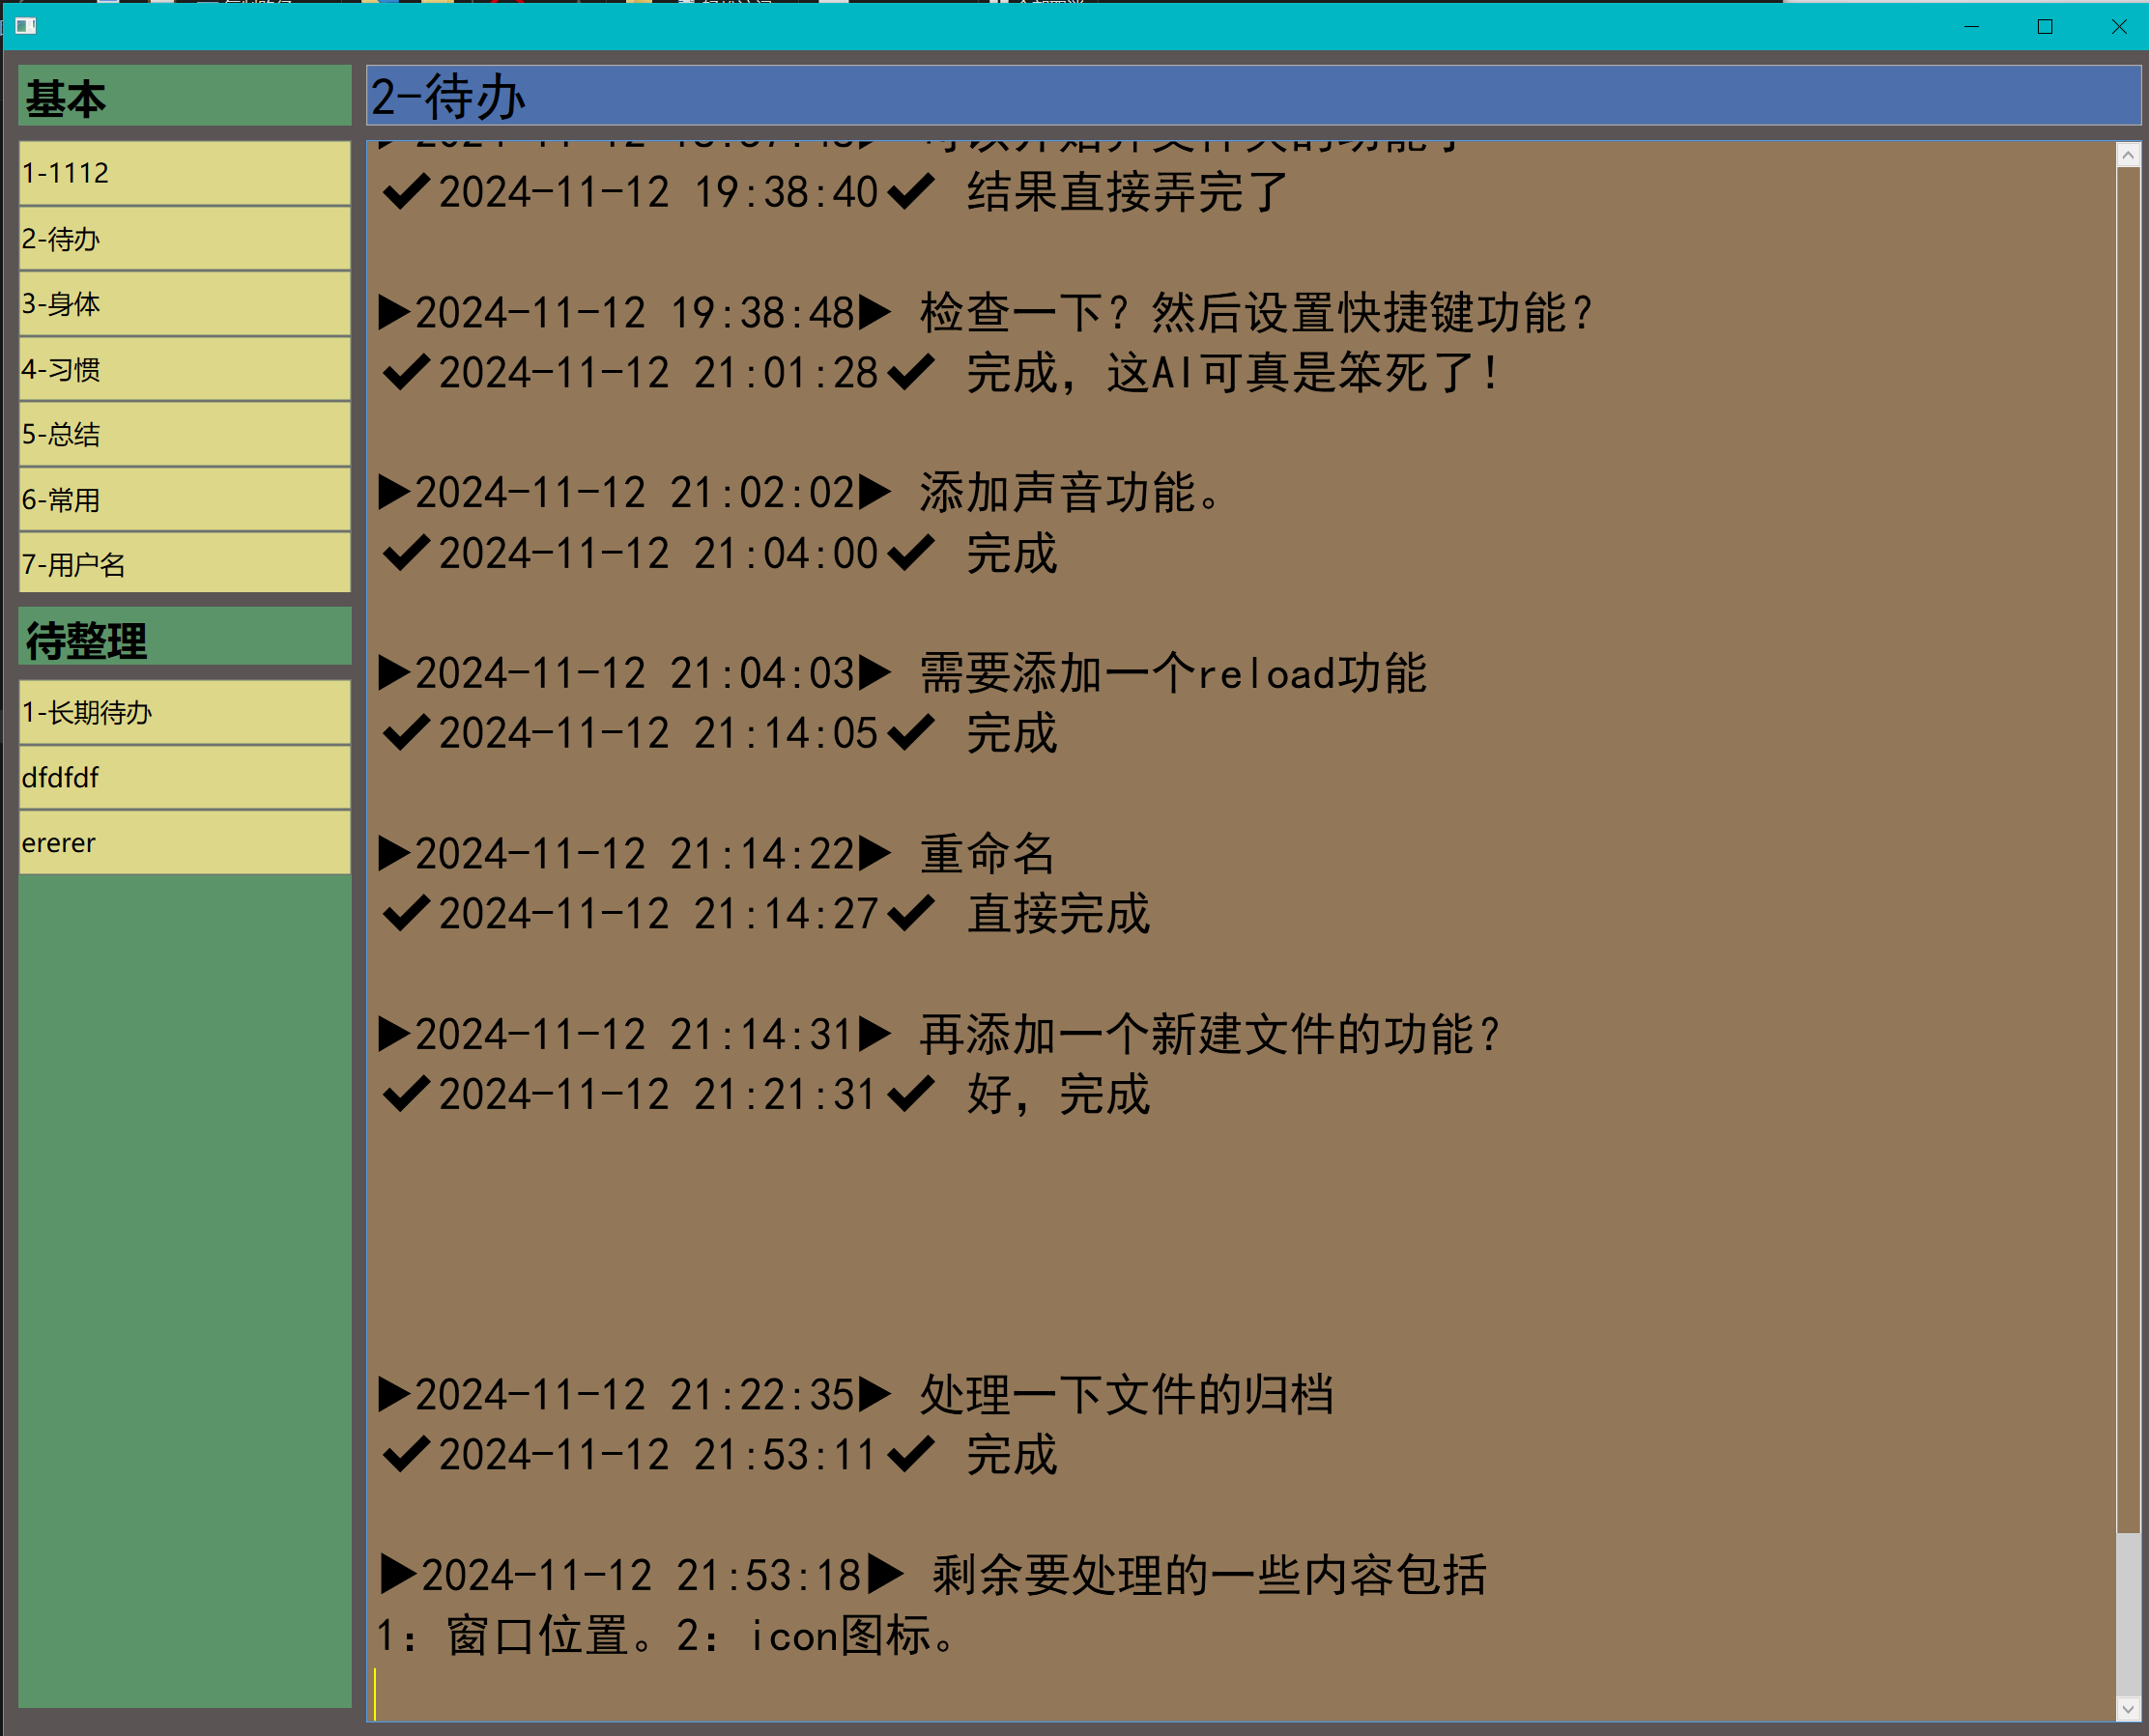 基本
1-1112
2-待办
3-身体
4-习惯
5-总结
6-常用
7-用户名
待整理
1-长期待办
dfdfdf
ererer
2-待办
✔2024-11-12 19:38:40✔ 结果直接弄完了
▶2024-11-12 19:38:48▶ 检查一下？然后设置快捷键功能？
✔2024-11-12 21:01:28✔ 完成，这AI可真是笨死了！
▶2024-11-12 21:02:02▶ 添加声音功能。
✔2024-11-12 21:04:00✔ 完成
▶2024-11-12 21:04:03▶ 需要添加一个reload功能
✔2024-11-12 21:14:05✔ 完成
▶2024-11-12 21:14:22▶ 重命名
✔2024-11-12 21:14:27✔ 直接完成
▶2024-11-12 21:14:31▶ 再添加一个新建文件的功能？
✔2024-11-12 21:21:31✔ 好，完成
▶2024-11-12 21:22:35▶ 处理一下文件的归档
✔2024-11-12 21:53:11✔ 完成
▶2024-11-12 21:53:18▶ 剩余要处理的一些内容包括
1：窗口位置。2：icon图标。